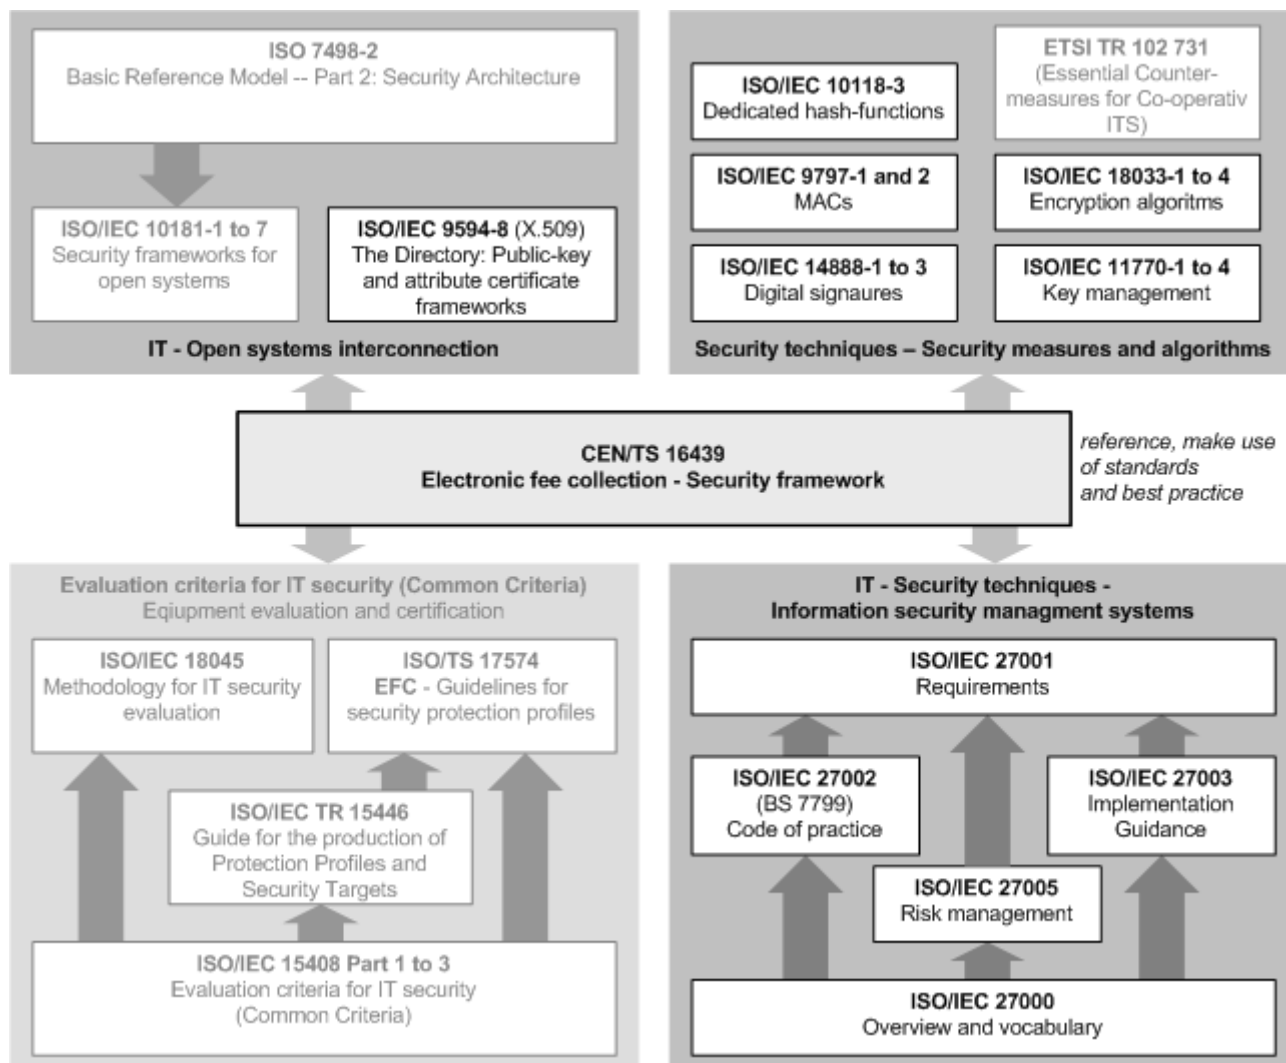 ISO 7498-2
Basic Reference Model -- Part 2: Security Architecture
ISO/IEC 10181-1 to 7
Security frameworks for
open systems
ISO/IEC 9594-8 (X.509)
The Directory: Public-key
and attribute certificate
frameworks
IT - Open systems interconnection
ISO/IEC 10118-3
Dedicated hash-functions
ETSI TR 102 731
(Essential Counter-
measures for Co-operativ
ITS)
ISO/IEC 9797-1 and 2
MACs
ISO/IEC 18033-1 to 4
Encryption algoritms
ISO/IEC 14888-1 to 3
Digital signaures
ISO/IEC 11770-1 to 4
Key management
Security techniques – Security measures and algorithms
CEN/TS 16439
Electronic fee collection - Security framework
reference, make use
of standards
and best practice
Evaluation criteria for IT security (Common Criteria)
Eqiupment evaluation and certification
ISO/IEC 18045
Methodology for IT security
evaluation
ISO/TS 17574
EFC - Guidelines for
security protection profiles
ISO/IEC TR 15446
Guide for the production of
Protection Profiles and
Security Targets
ISO/IEC 15408 Part 1 to 3
Evaluation criteria for IT security
(Common Criteria)
IT - Security techniques -
Information security managment systems
ISO/IEC 27001
Requirements
ISO/IEC 27002
(BS 7799)
Code of practice
ISO/IEC 27003
Implementation
Guidance
ISO/IEC 27005
Risk management
ISO/IEC 27000
Overview and vocabulary